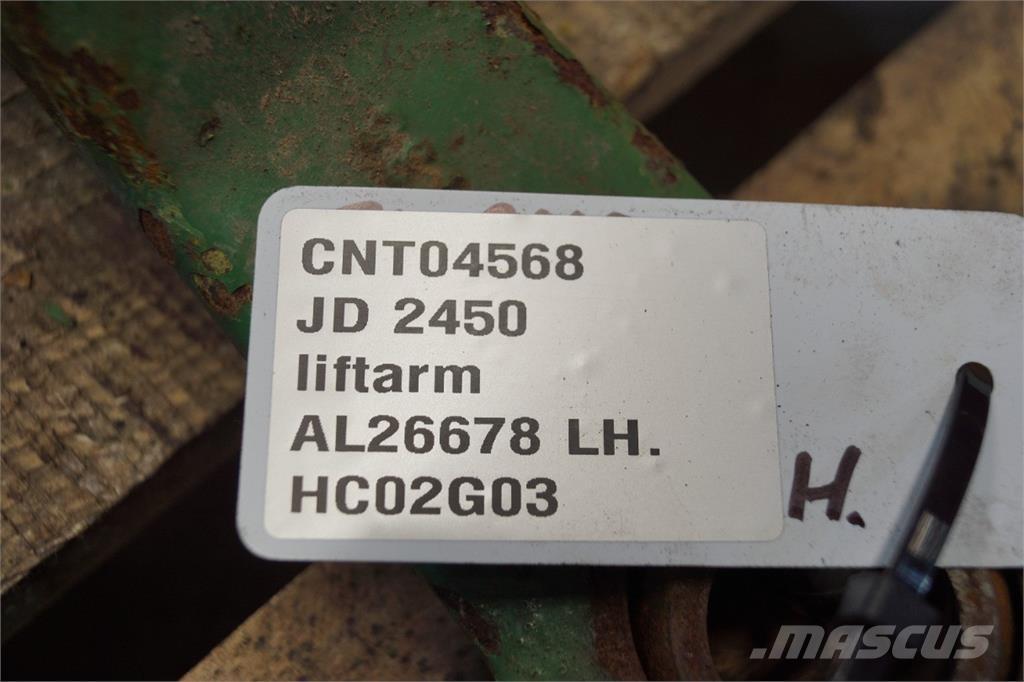 CNT04568
JD 2450
liftarm
AL26678 LH.
HC02G03
H.
.MASCUS